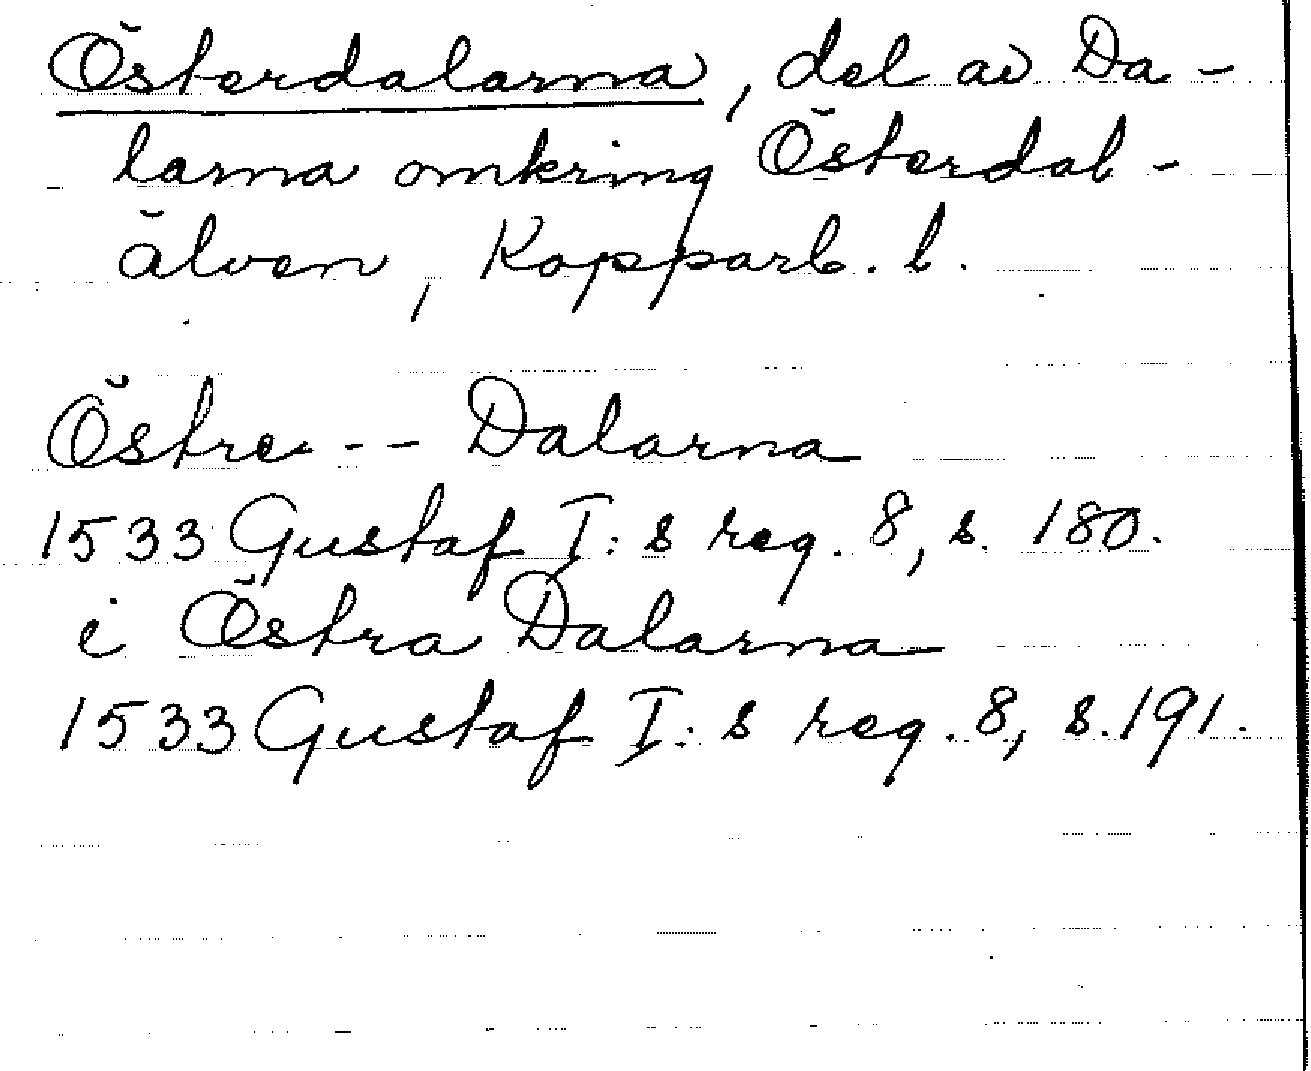 Österdalarna, del av Da-
larna omkring Österdal-
älven, Kopparb. l.
Östre -- Dalarna
1533 Gustaf I:s reg. 8, s. 180.
i Östra Dalarna
1533 Gustaf I:s reg. 8, s. 191.